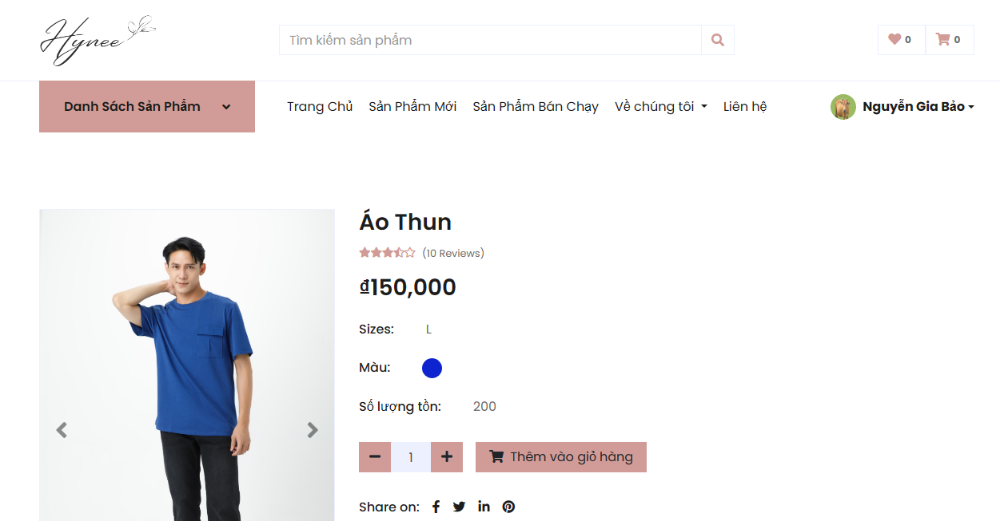 Hynee
Tìm kiếm sản phẩm
0
0
Danh Sách Sản Phẩm
Trang Chủ
Sản Phẩm Mới
Sản Phẩm Bán Chạy
Về chúng tôi
Liên hệ
Nguyễn Gia Bảo
Áo Thun
(10 Reviews)
₫150,000
Sizes: L
Màu:
Số lượng tồn: 200
1
Thêm vào giỏ hàng
Share on: